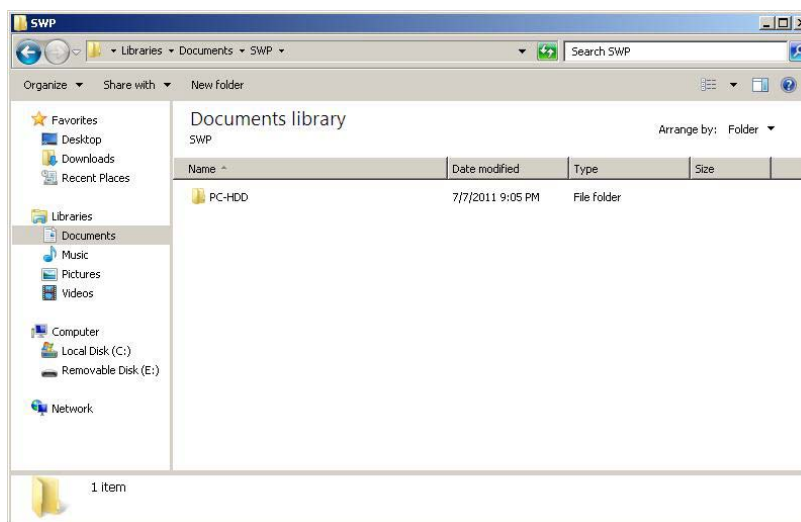 SWP
Libraries Documents SWP
Search SWP
Organize Share with New folder
Favorites
Desktop
Downloads
Recent Places
Libraries
Documents
Music
Pictures
Videos
Computer
Local Disk (C:)
Removable Disk (E:)
Network
Documents library
SWP
Arrange by: Folder
Name Date modified Type Size
PC-HDD 7/7/2011 9:05 PM File folder
1 item